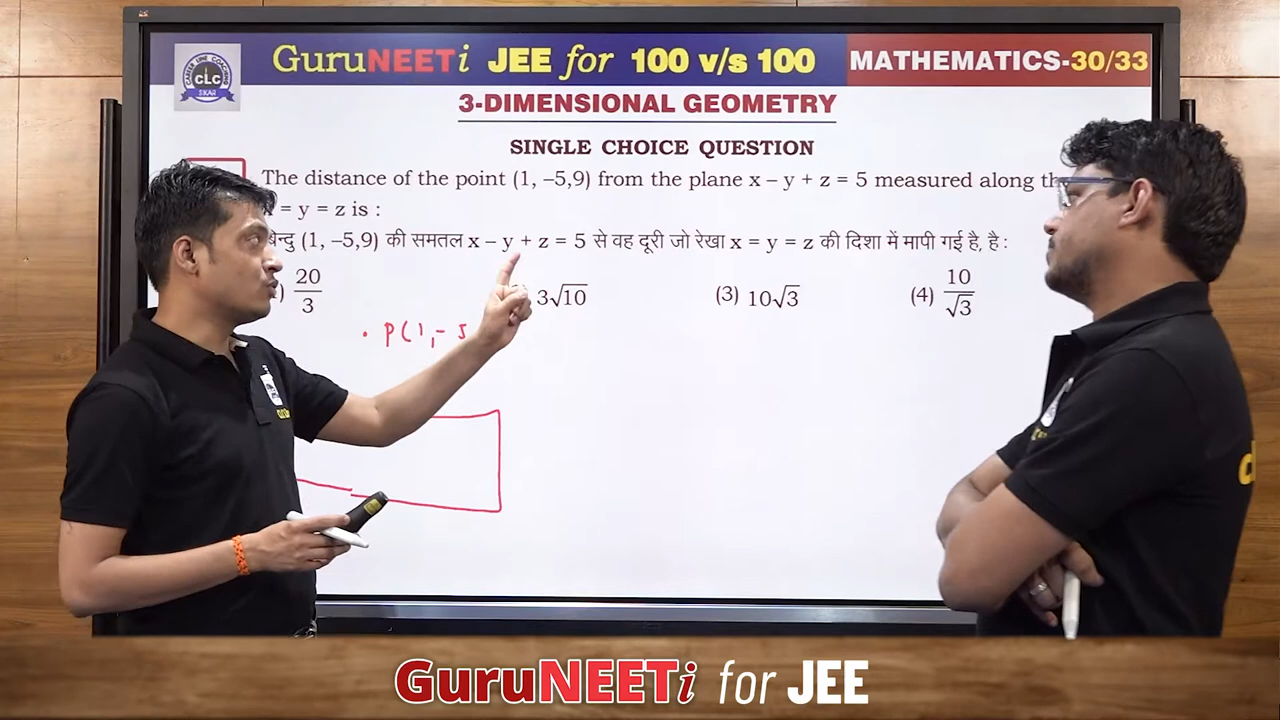 GuruNEETi JEE for 100 v/s 100 MATHEMATICS-30/33
CLC
SIKAR
3-DIMENSIONAL GEOMETRY
SINGLE CHOICE QUESTION
The distance of the point (1, –5,9) from the plane x – y + z = 5 measured along
= y = z is :
(1, –5,9) की समतल x – y + z = 5 से वह दूरी जो रेखा x = y = z की दिशा में मापी गई है, है :
20/3 3√10 (3) 10√3 (4) 10/√3
. P(1,- 5
GuruNEETi for JEE